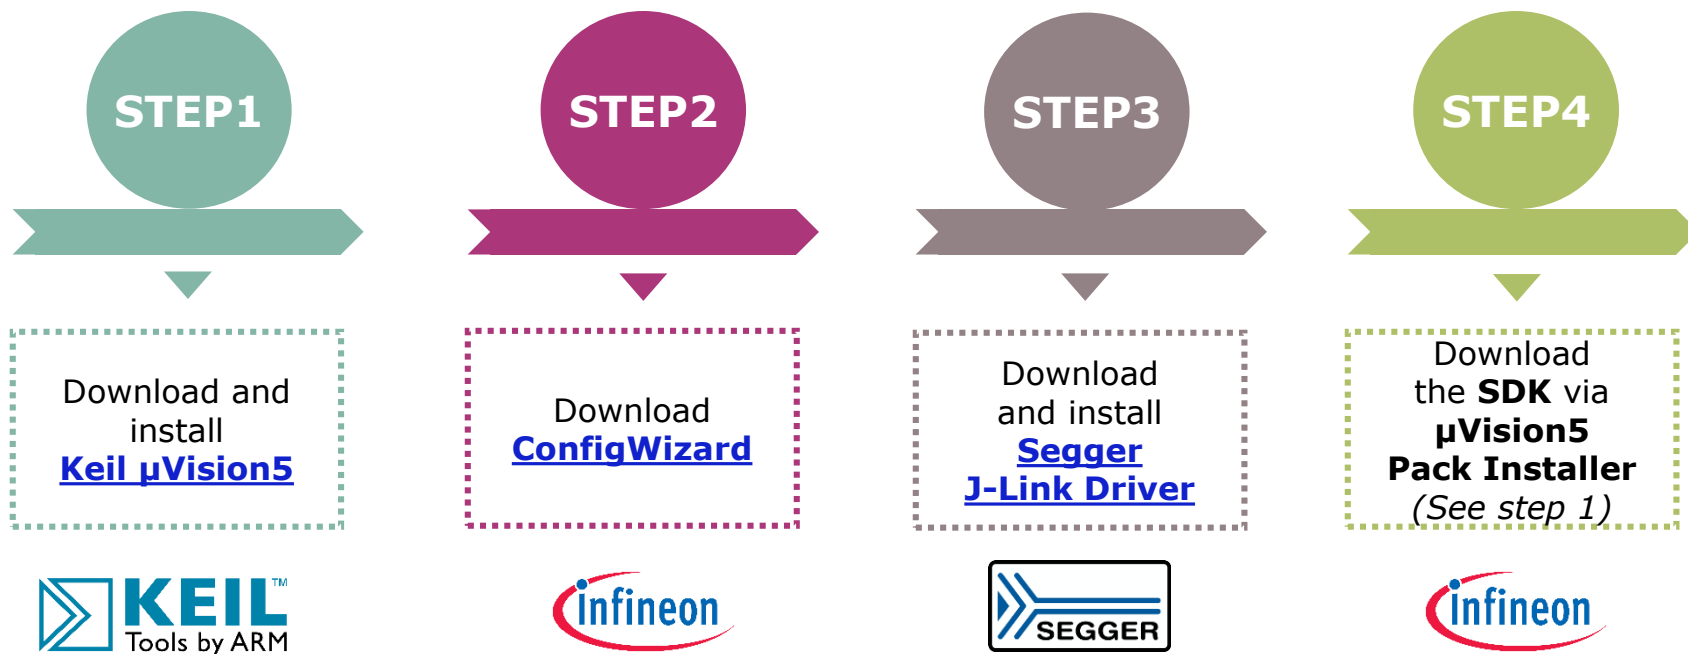 STEP1
STEP2
STEP3
STEP4
Download and
install
Keil µVision5
Download
ConfigWizard
Download
and install
Segger
J-Link Driver
Download
the SDK via
µVision5
Pack Installer
(See step 1)
KEIL™
Tools by ARM
infineon
SEGGER
infineon